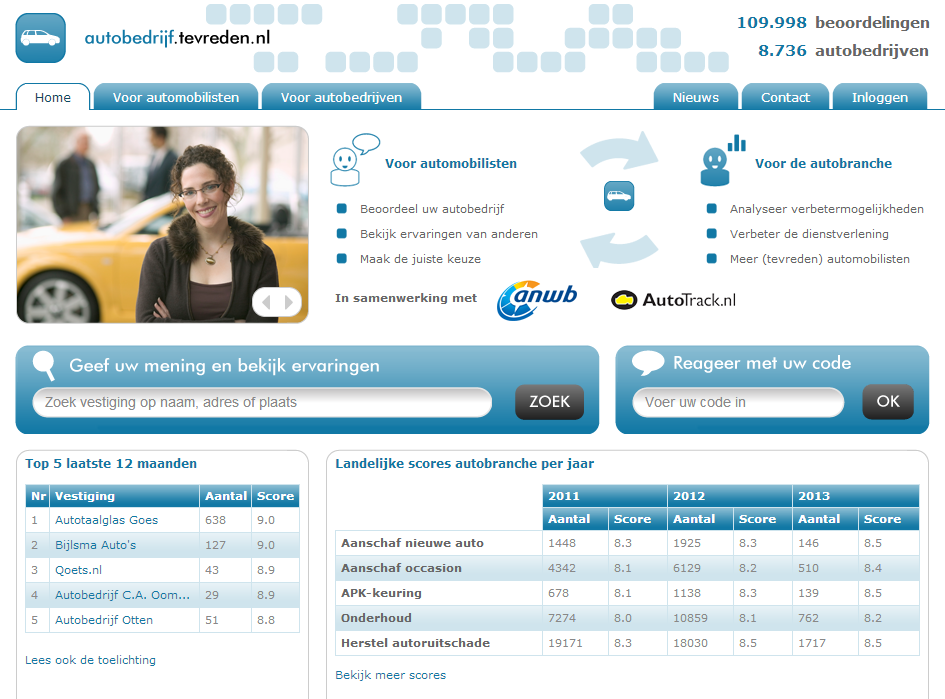 autobedrijf.tevreden.nl
109.998 beoordelingen
8.736 autobedrijven
Home Voor automobilisten Voor autobedrijven Nieuws Contact Inloggen
Voor automobilisten
Beoordeel uw autobedrijf
Bekijk ervaringen van anderen
Maak de juiste keuze
Voor de autobranche
Analyseer verbetermogelijkheden
Verbeter de dienstverlening
Meer (tevreden) automobilisten
In samenwerking met anwb AutoTrack.nl
Geef uw mening en bekijk ervaringen
Zoek vestiging op naam, adres of plaats ZOEK
Reageer met uw code
Voer uw code in OK
Top 5 laatste 12 maanden
Nr Vestiging Aantal Score
1 Autotaalglas Goes 638 9.0
2 Bijlsma Auto's 127 9.0
3 Qoets.nl 43 8.9
4 Autobedrijf C.A. Oom... 29 8.9
5 Autobedrijf Otten 51 8.8
Lees ook de toelichting
Landelijke scores autobranche per jaar
2011 2012 2013
Aantal Score Aantal Score Aantal Score
Aanschaf nieuwe auto 1448 8.3 1925 8.3 146 8.5
Aanschaf occasion 4342 8.1 6129 8.2 510 8.4
APK-keuring 678 8.1 1138 8.3 139 8.5
Onderhoud 7274 8.0 10859 8.1 762 8.2
Herstel autoruitschade 19171 8.3 18030 8.5 1717 8.5
Bekijk meer scores